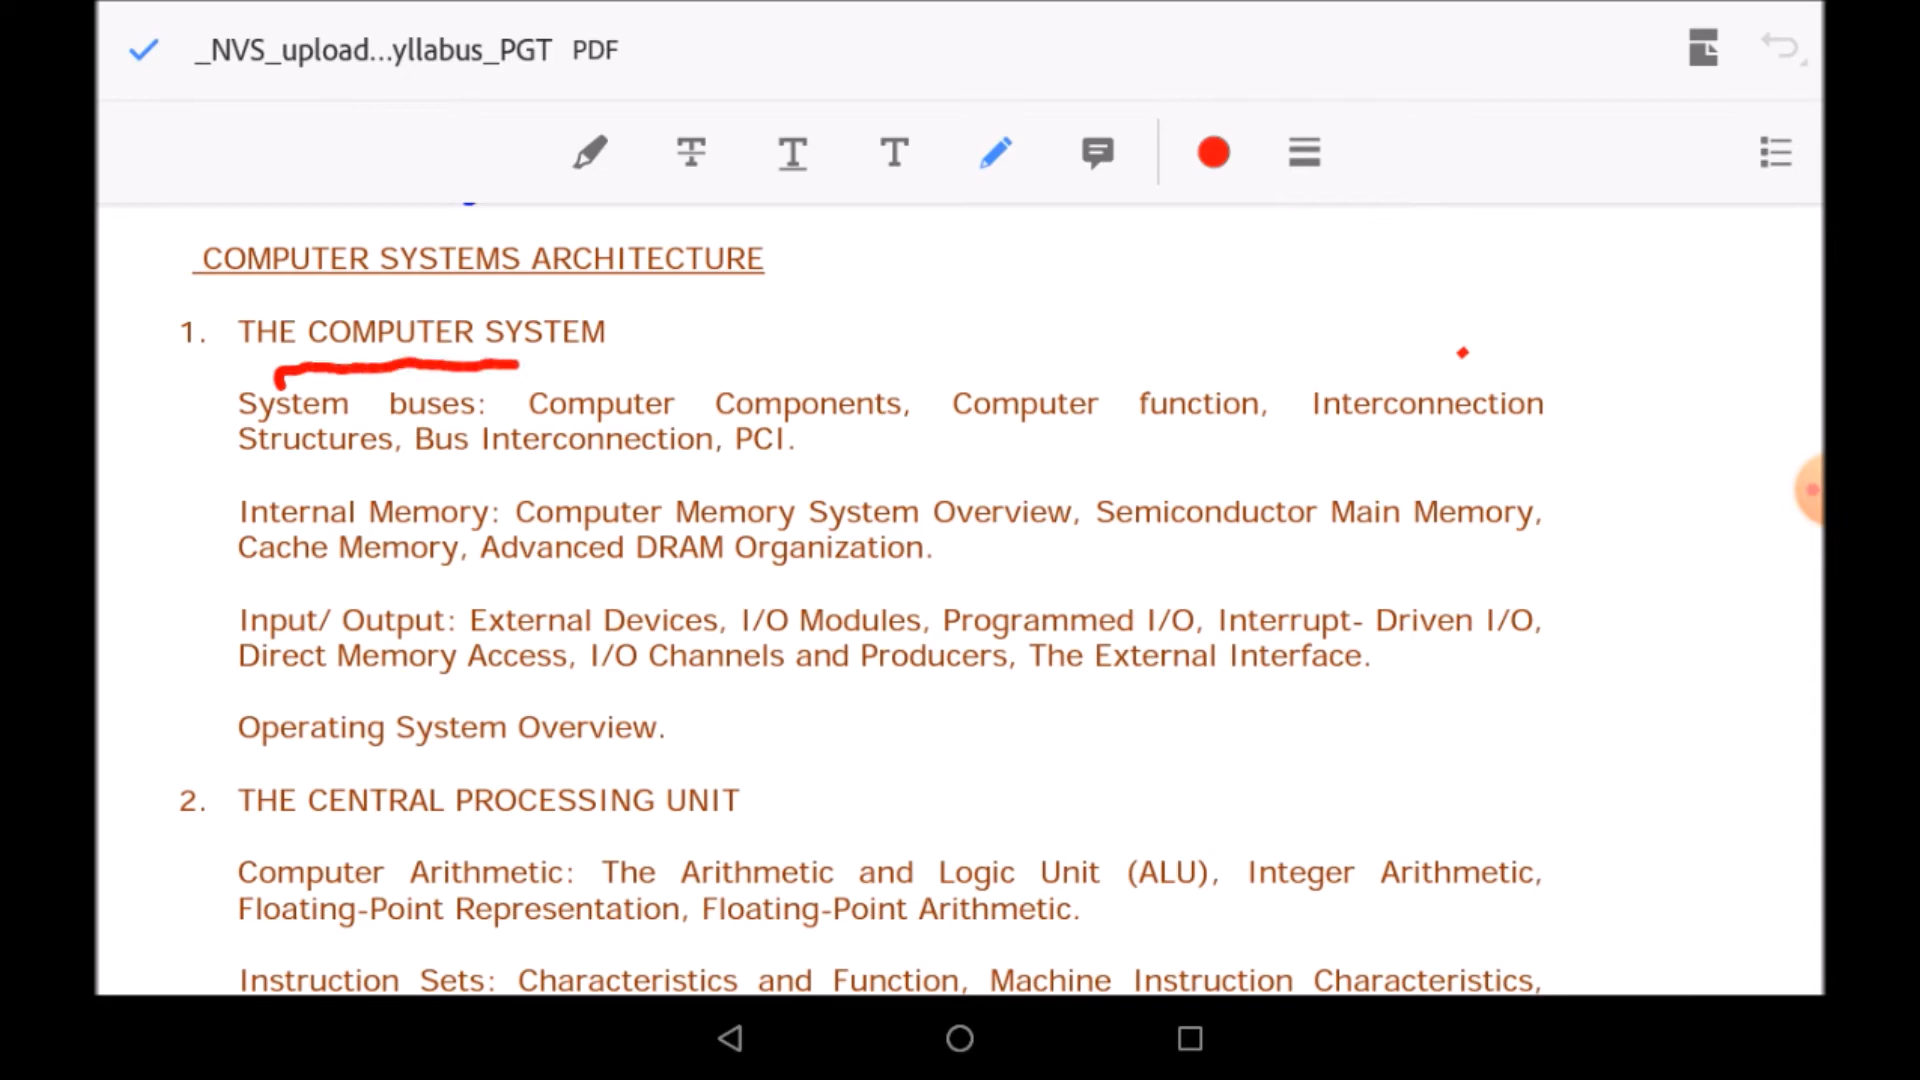 _NVS_upload...yllabus_PGT PDF
COMPUTER SYSTEMS ARCHITECTURE
1. THE COMPUTER SYSTEM
System buses: Computer Components, Computer function, Interconnection
Structures, Bus Interconnection, PCI.
Internal Memory: Computer Memory System Overview, Semiconductor Main Memory,
Cache Memory, Advanced DRAM Organization.
Input/ Output: External Devices, I/O Modules, Programmed I/O, Interrupt- Driven I/O,
Direct Memory Access, I/O Channels and Producers, The External Interface.
Operating System Overview.
2. THE CENTRAL PROCESSING UNIT
Computer Arithmetic: The Arithmetic and Logic Unit (ALU), Integer Arithmetic,
Floating-Point Representation, Floating-Point Arithmetic.
Instruction Sets: Characteristics and Function, Machine Instruction Characteristics,